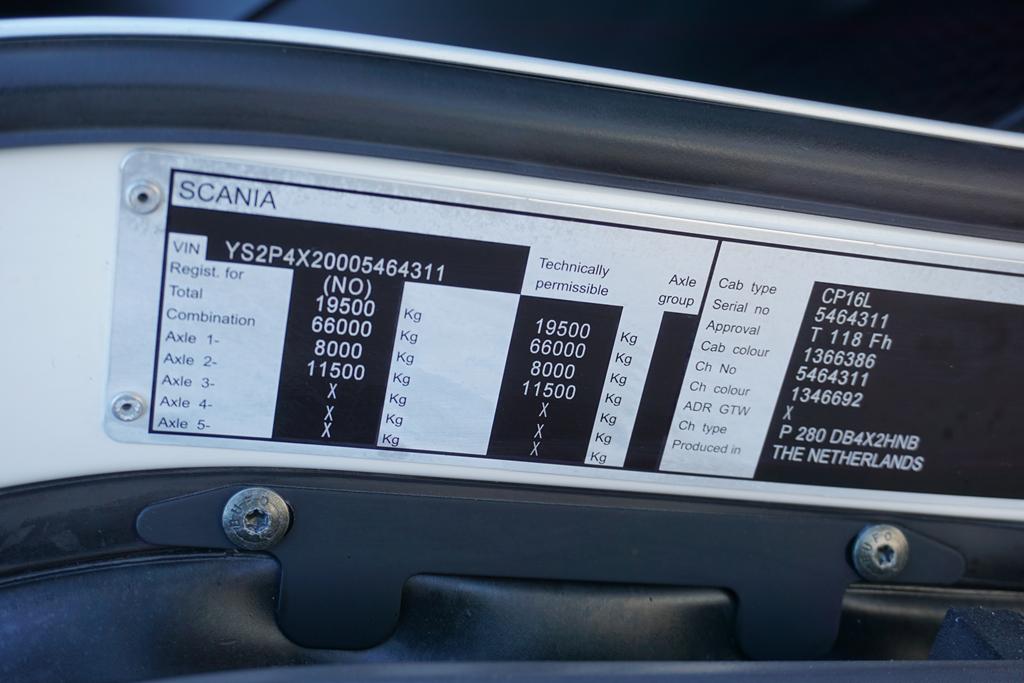 SCANIA
VIN YS2P4X20005464311
Regist. for (NO)
Technically permissible
Axle group
Total 19500 Kg 19500 Kg
Combination 66000 Kg 66000 Kg
Axle 1- 8000 Kg 8000 Kg
Axle 2- 11500 Kg 11500 Kg
Axle 3- X Kg X Kg
Axle 4- X Kg X Kg
Axle 5- X Kg X Kg
Cab type CP16L
Serial no 5464311
Approval T 118 Fh
Cab colour 1366386
Ch No 5464311
Ch colour 1346692
ADR GTW X
Ch type P 280 DB4X2HNB
Produced in THE NETHERLANDS
BUFO
BUFO